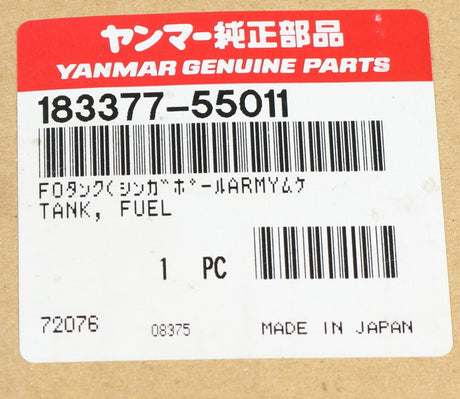 ヤンマー純正部品
YANMAR GENUINE PARTS
183377-55011
FOタンク(シンガポールARMYムケ
TANK, FUEL
1 PC
72076 08375 MADE IN JAPAN